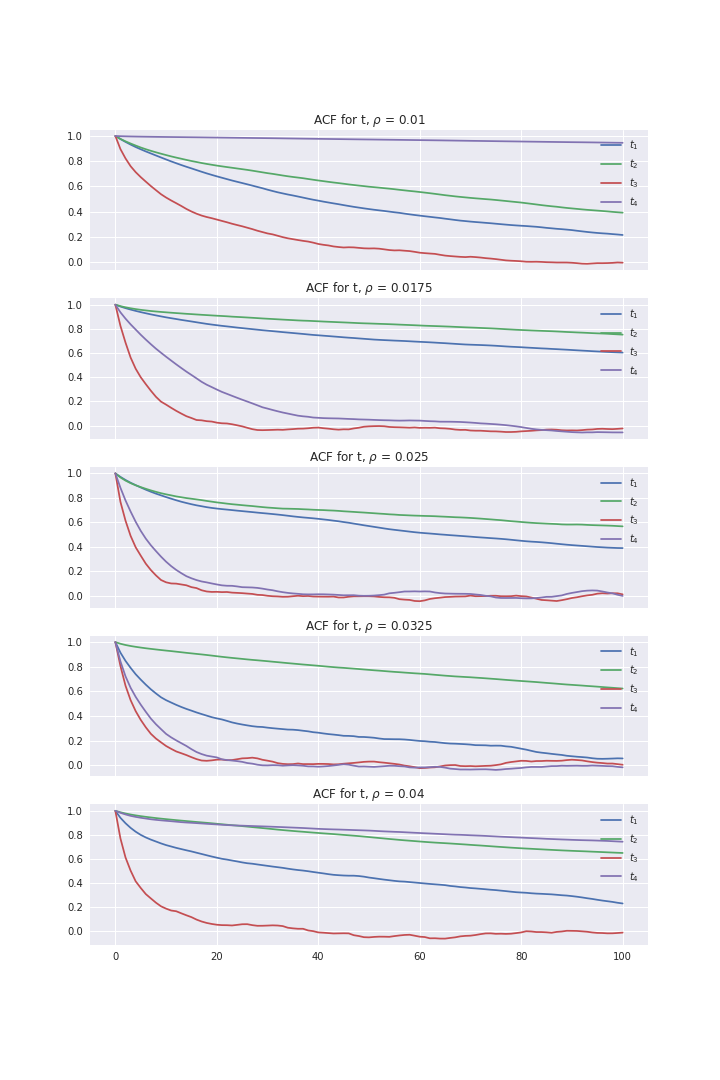 ACF for t, ρ = 0.01
1.0
0.8
0.6
0.4
0.2
0.0
t₁
t₂
t₃
t₄
ACF for t, ρ = 0.0175
1.0
0.8
0.6
0.4
0.2
0.0
t₁
t₂
t₃
t₄
ACF for t, ρ = 0.025
1.0
0.8
0.6
0.4
0.2
0.0
t₁
t₂
t₃
t₄
ACF for t, ρ = 0.0325
1.0
0.8
0.6
0.4
0.2
0.0
t₁
t₂
t₃
t₄
ACF for t, ρ = 0.04
1.0
0.8
0.6
0.4
0.2
0.0
t₁
t₂
t₃
t₄
0 20 40 60 80 100